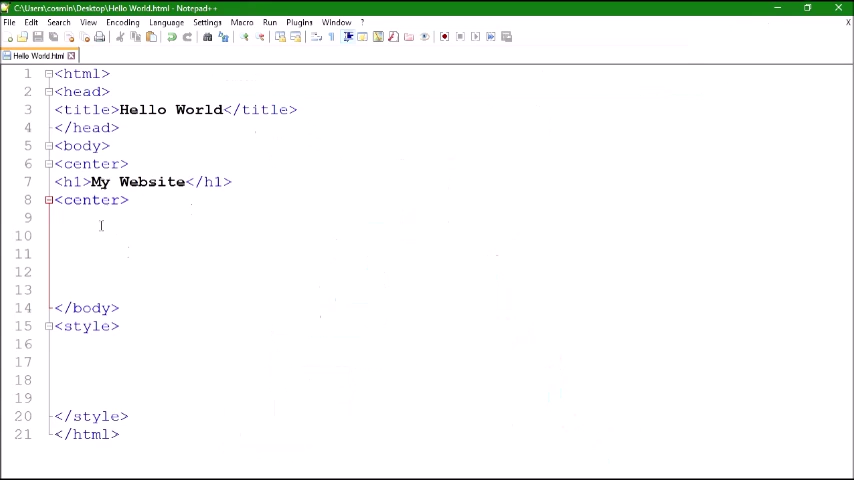 C:\Users\cosmin\Desktop\Hello World.html - Notepad++
File Edit Search View Encoding Language Settings Macro Run Plugins Window ? X
Hello World.html
1 <html>
2 <head>
3 <title>Hello World</title>
4 </head>
5 <body>
6 <center>
7 <h1>My Website</h1>
8 <center>
9
10
11
12
13
14 </body>
15 <style>
16
17
18
19
20 </style>
21 </html>